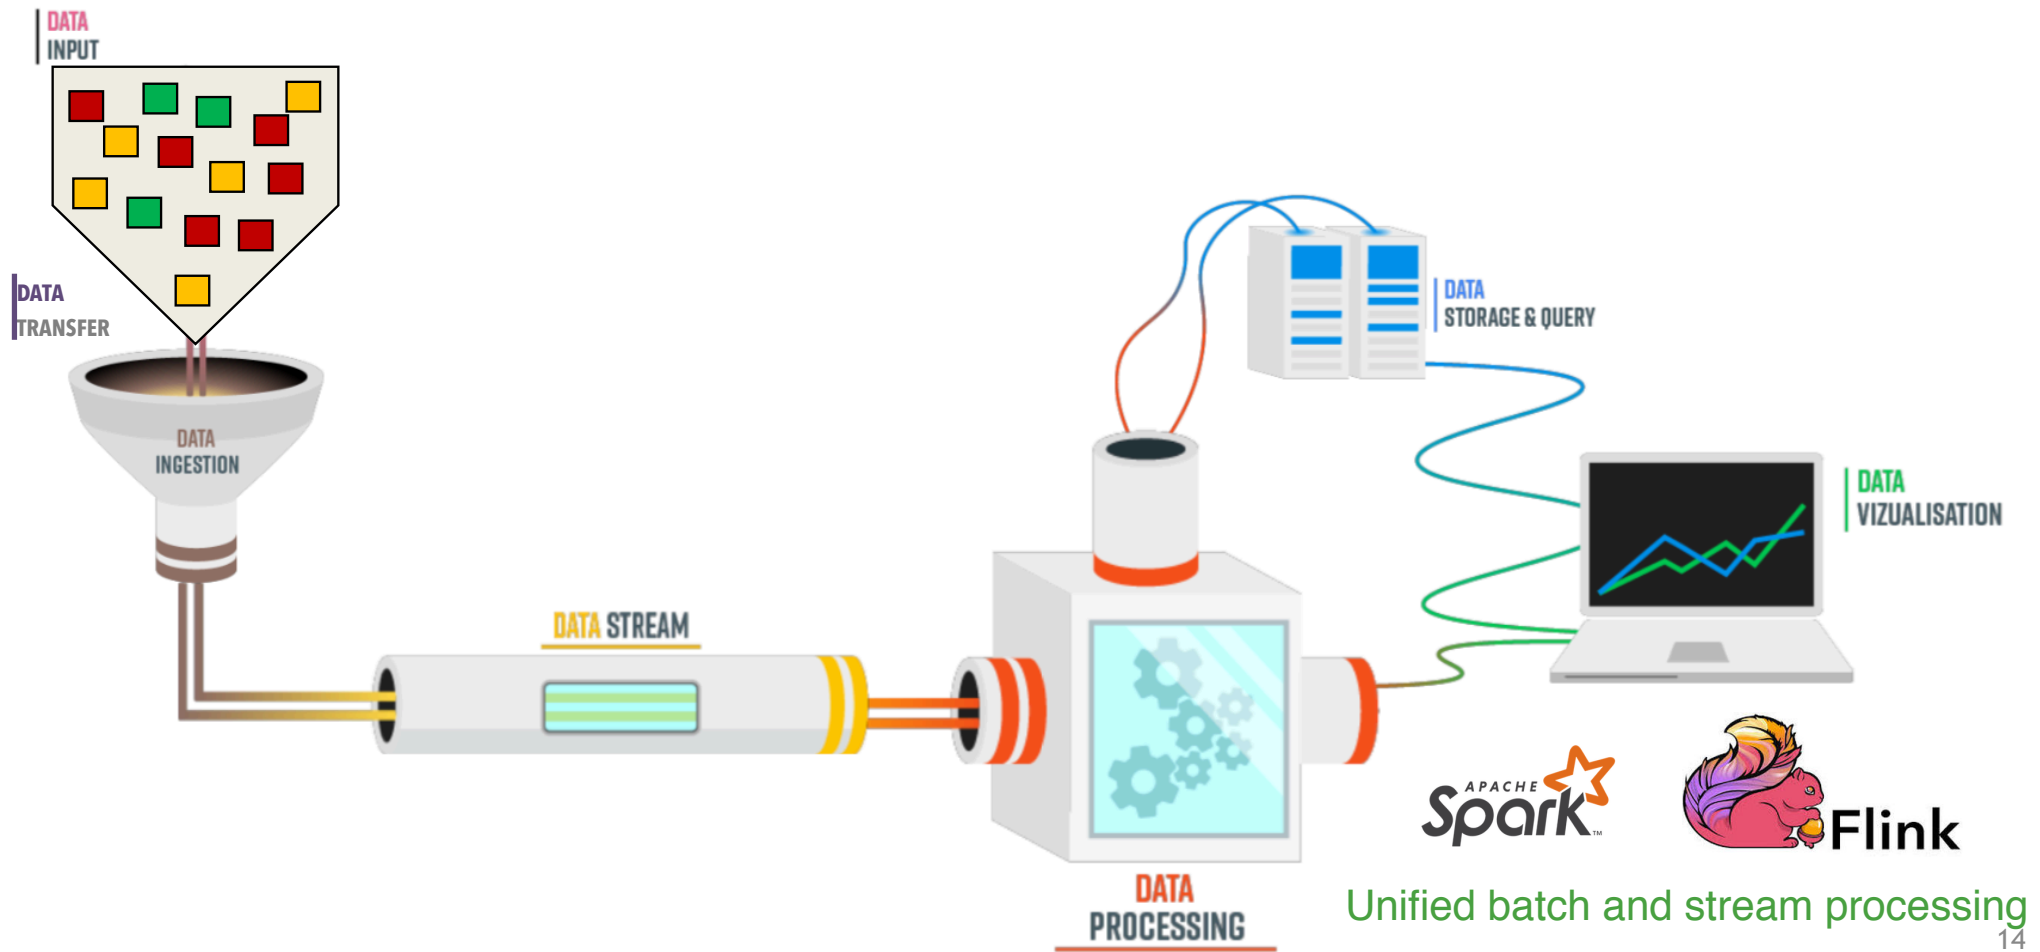 DATA
INPUT
DATA
TRANSFER
DATA
INGESTION
DATA STREAM
DATA
STORAGE & QUERY
DATA
VIZUALISATION
APACHE
Spark™
Flink
DATA
PROCESSING
Unified batch and stream processing
14